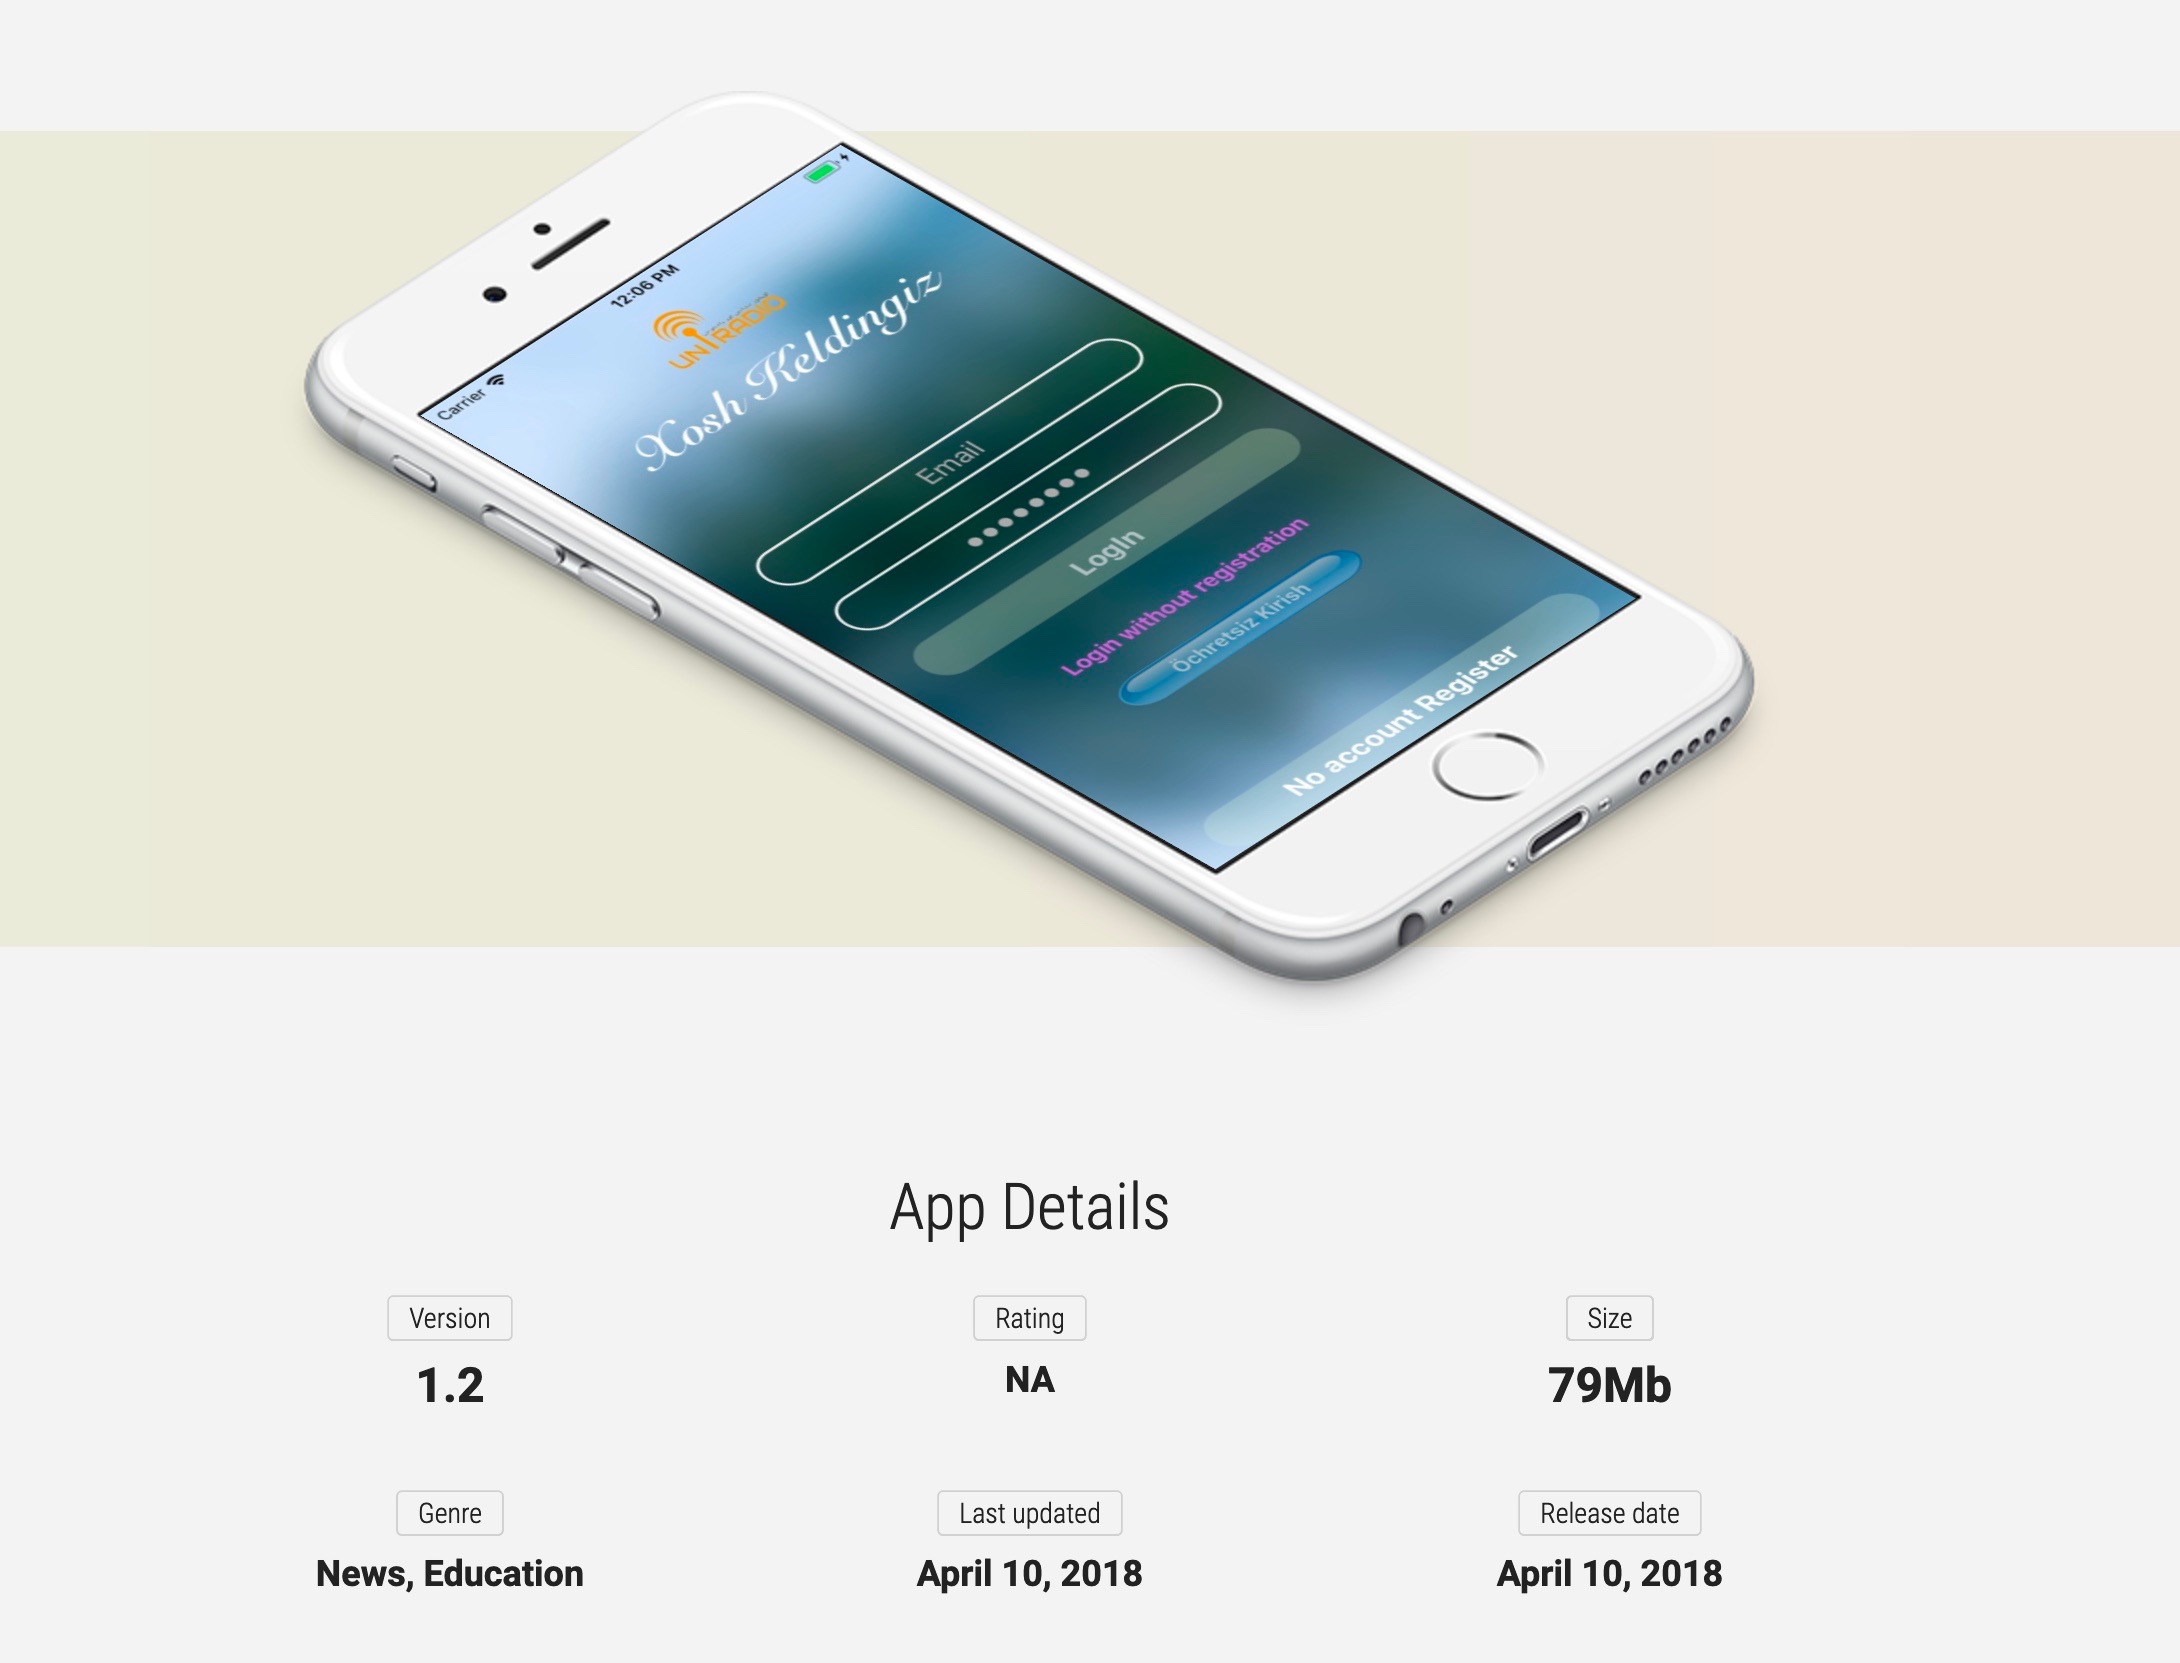 Carrier
12:06 PM
UNIRADIO
Xosh Keldingiz
Email
LogIn
Login without registration
Öchretsiz Kirish
No account Register
App Details
Version
Rating
Size
1.2
NA
79Mb
Genre
Last updated
Release date
News, Education
April 10, 2018
April 10, 2018